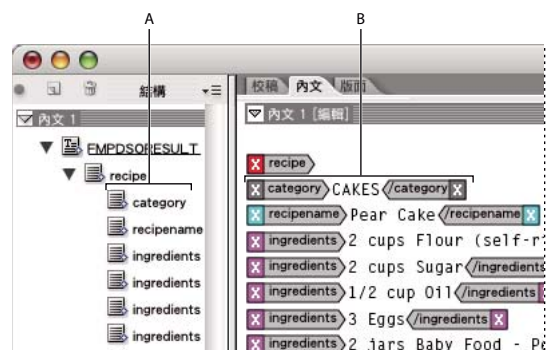 A
B
結構
校稿 內文 版面
內文 1
內文 1 [編輯]
FMPDSORESULT
recipe
category
recipename
ingredients
ingredients
ingredients
ingredients
X recipe
X category CAKES /category X
X recipename Pear Cake /recipename X
X ingredients 2 cups Flour (self-r
X ingredients 2 cups Sugar /ingredients
X ingredients 1/2 cup Oil /ingredients
X ingredients 3 Eggs /ingredients X
X ingredients 2 jars Baby Food - Pe